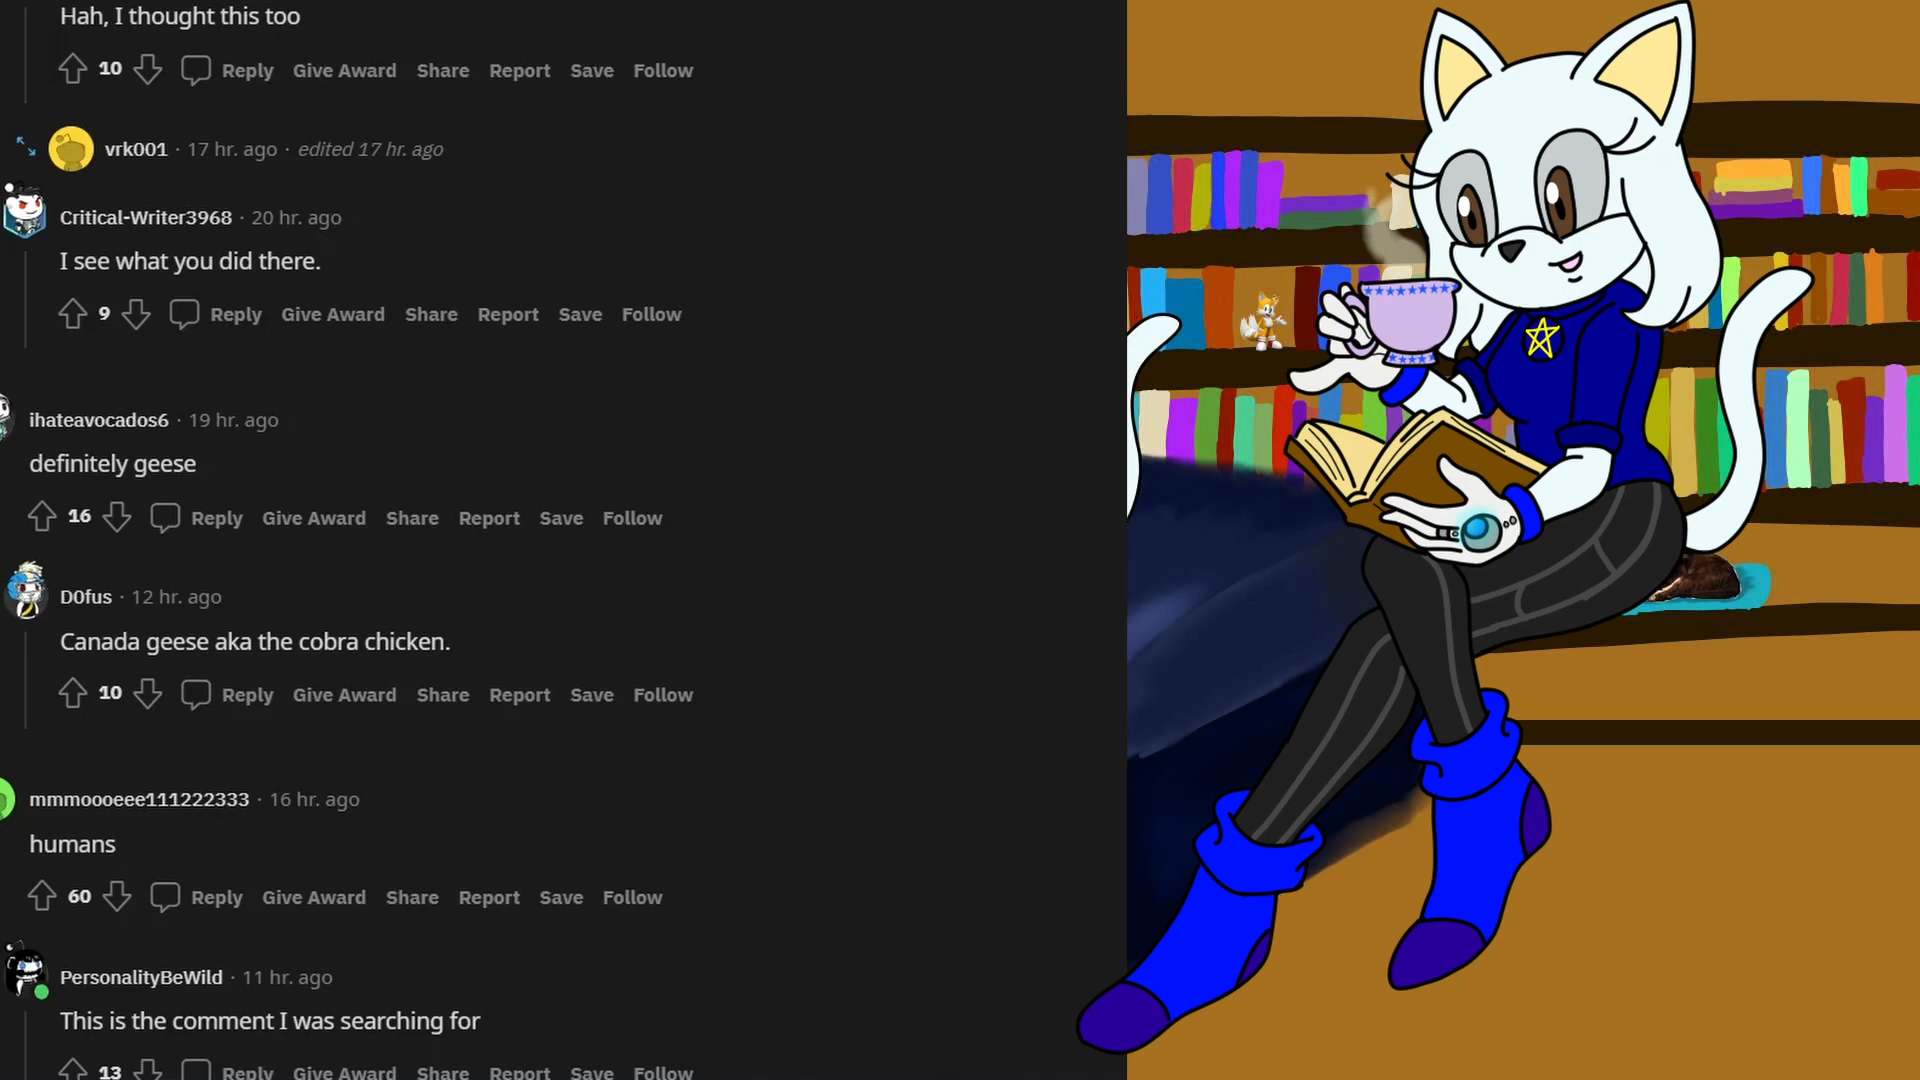 Hah, I thought this too
10 Reply Give Award Share Report Save Follow
vrk001 · 17 hr. ago · edited 17 hr. ago
Critical-Writer3968 · 20 hr. ago
I see what you did there.
9 Reply Give Award Share Report Save Follow
ihateavocados6 · 19 hr. ago
definitely geese
16 Reply Give Award Share Report Save Follow
D0fus · 12 hr. ago
Canada geese aka the cobra chicken.
10 Reply Give Award Share Report Save Follow
mmmoooeee111222333 · 16 hr. ago
humans
60 Reply Give Award Share Report Save Follow
PersonalityBeWild · 11 hr. ago
This is the comment I was searching for
13 Reply Give Award Share Report Save Follow